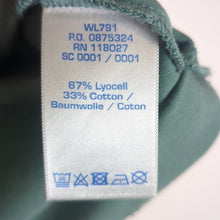 WL791
P.O. 0875324
RN 118027
SC 0001 / 0001
67% Lyocell
33% Cotton /
Baumwolle / Coton